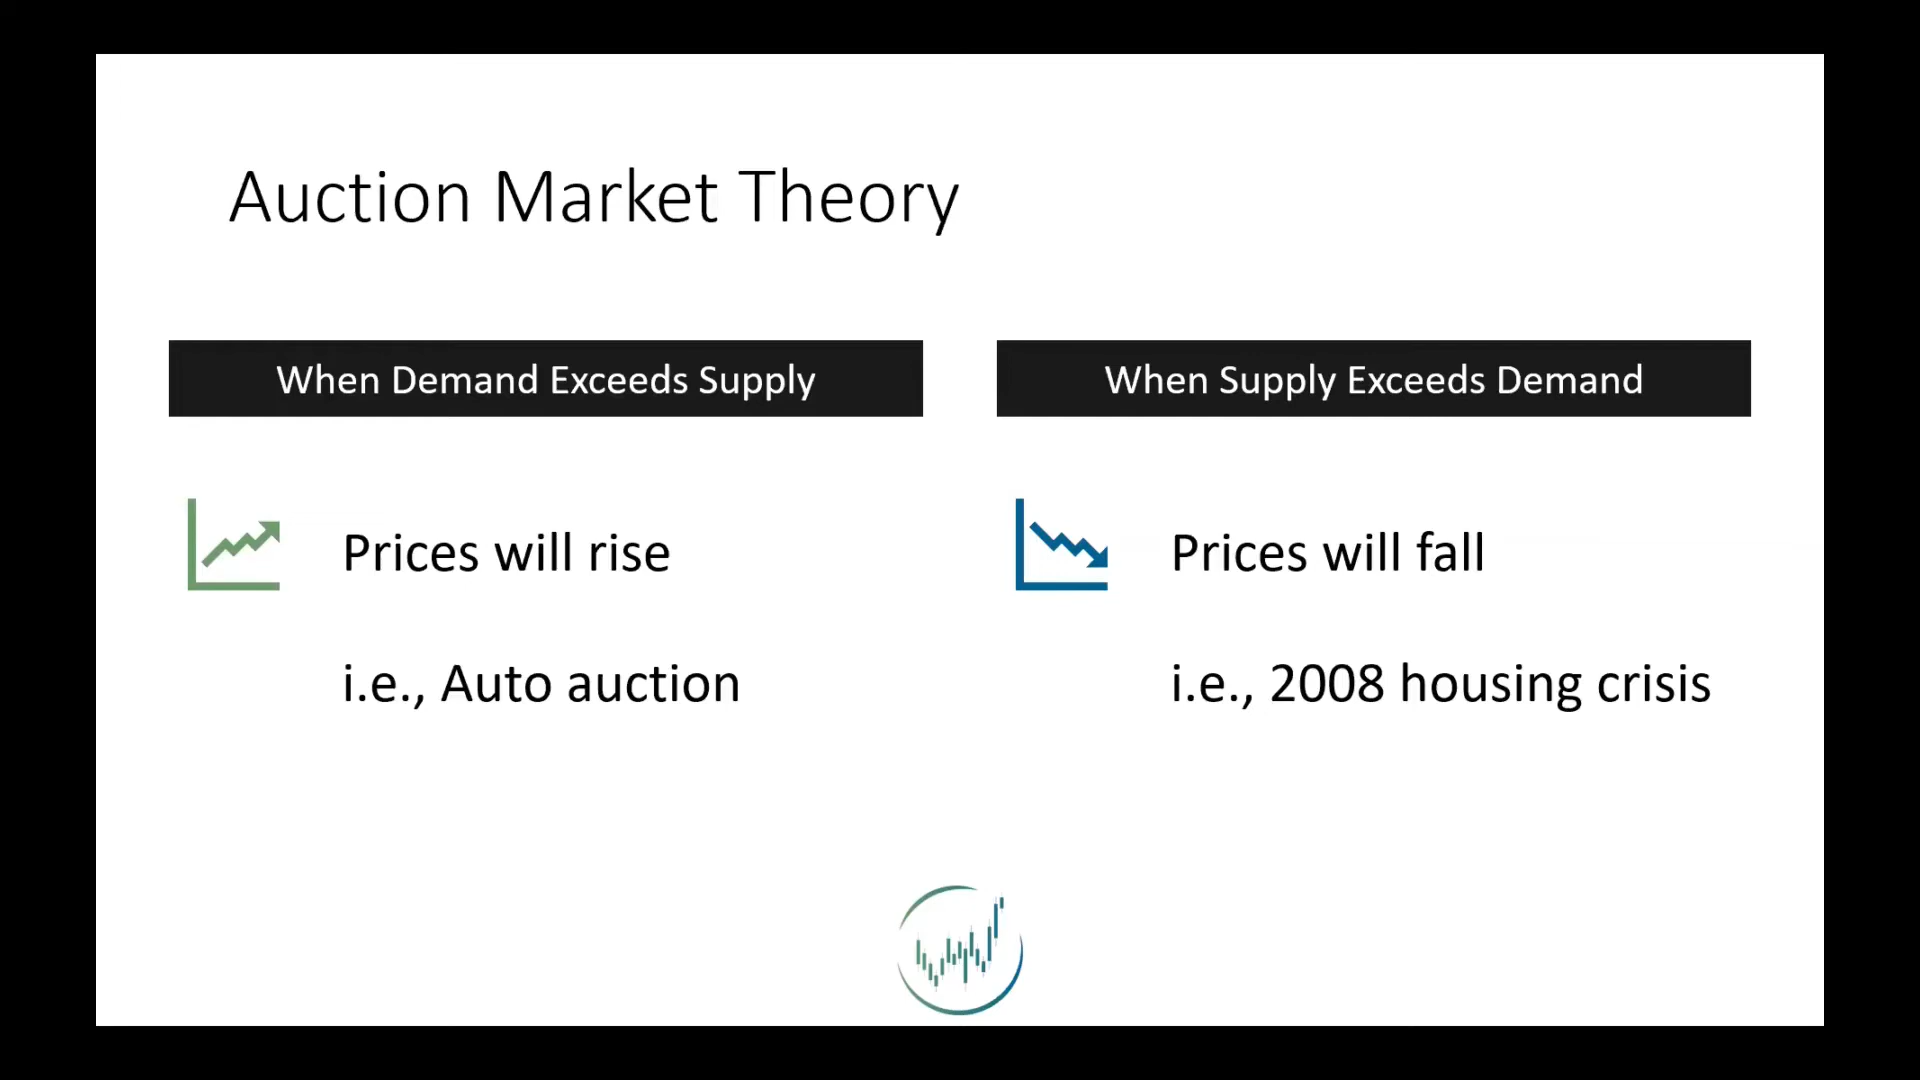 Auction Market Theory
When Demand Exceeds Supply
Prices will rise
i.e., Auto auction
When Supply Exceeds Demand
Prices will fall
i.e., 2008 housing crisis